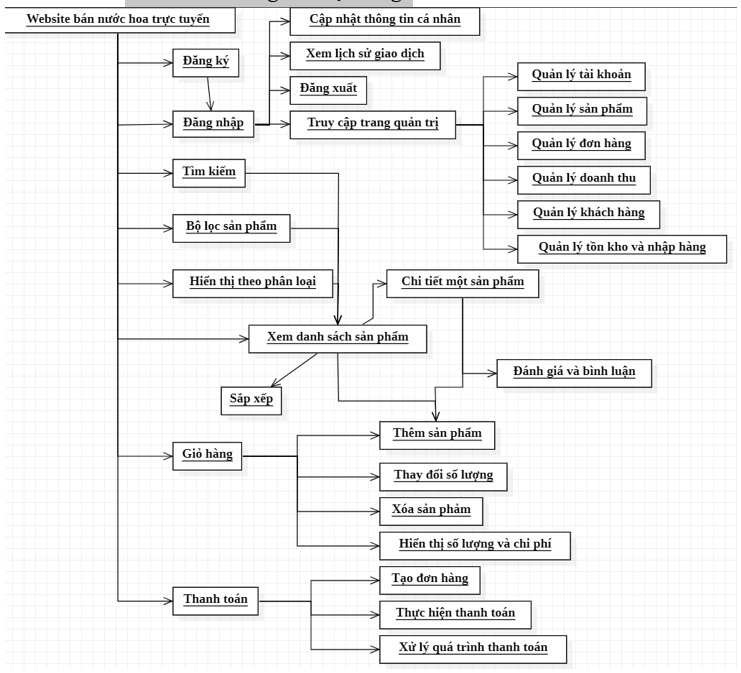 Website bán nước hoa trực tuyến
Cập nhật thông tin cá nhân
Đăng ký
Xem lịch sử giao dịch
Đăng xuất
Quản lý tài khoản
Đăng nhập
Truy cập trang quản trị
Quản lý sản phẩm
Quản lý đơn hàng
Tìm kiếm
Quản lý doanh thu
Quản lý khách hàng
Bộ lọc sản phẩm
Quản lý tồn kho và nhập hàng
Hiển thị theo phân loại
Chi tiết một sản phẩm
Xem danh sách sản phẩm
Đánh giá và bình luận
Sắp xếp
Thêm sản phẩm
Giỏ hàng
Thay đổi số lượng
Xóa sản phảm
Hiển thị số lượng và chi phí
Tạo đơn hàng
Thanh toán
Thực hiện thanh toán
Xử lý quá trình thanh toán